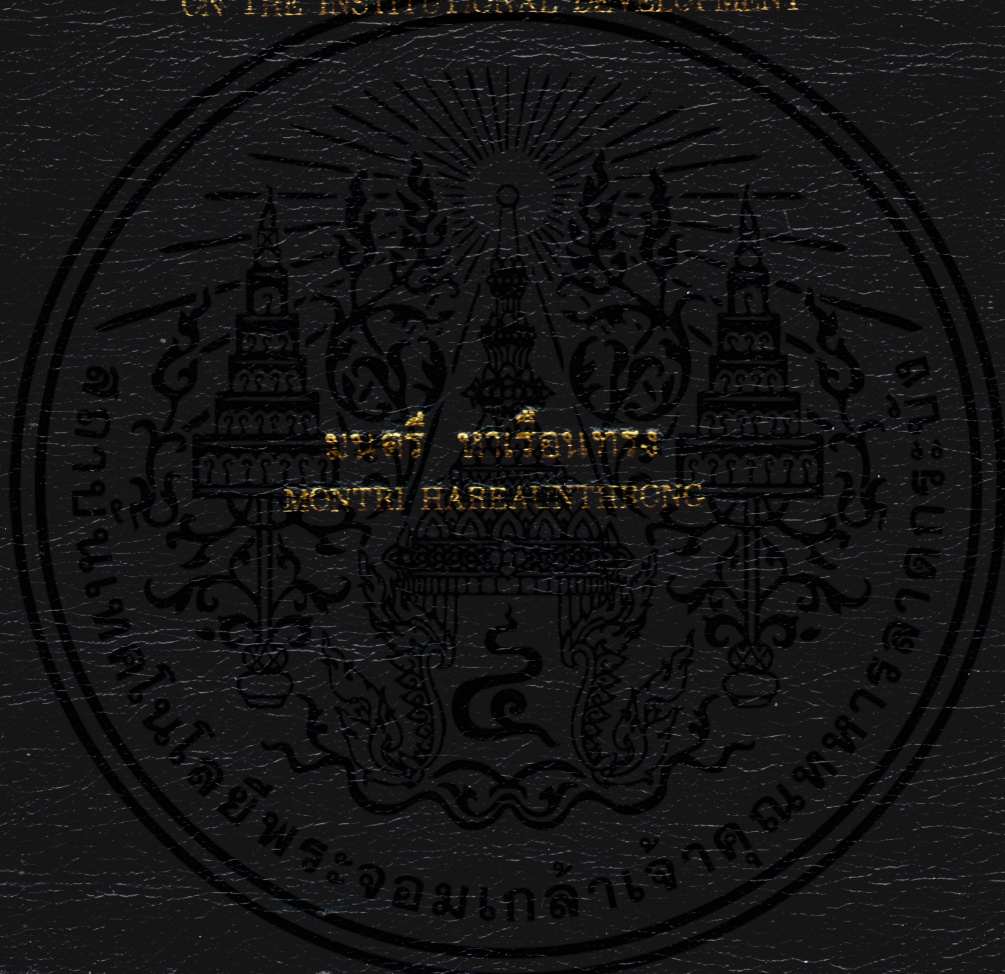 ON THE INSTITUTIONAL DEVELOPMENT
มนตรี หาเรือนทรง
MONTRI HAREAUNTHRONG
สถาบันเทคโนโลยีพระจอมเกล้าเจ้าคุณทหารลาดกระบัง
๔